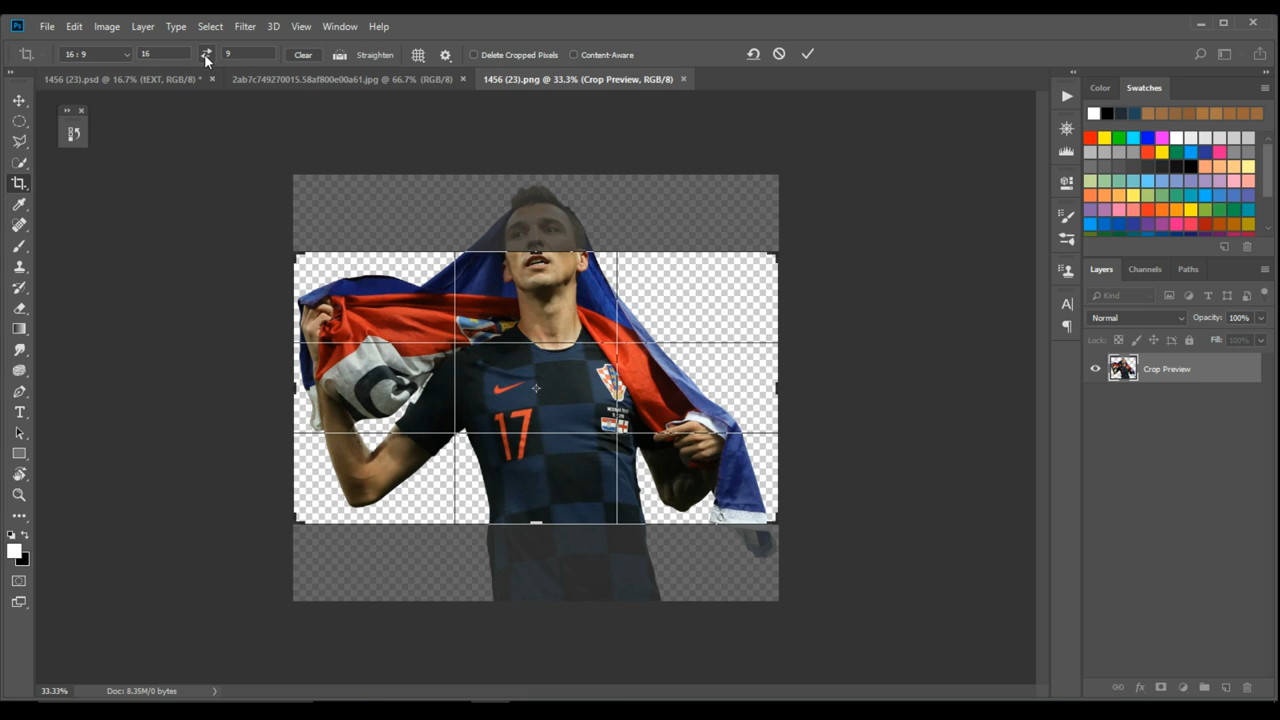 Ps File Edit Image Layer Type Select Filter 3D View Window Help
16 : 9 16 9 Clear Straighten Delete Cropped Pixels Content-Aware
1456 (23).psd @ 16.7% (tEXT, RGB/8) * 2ab7c749270015.58af800e00a61.jpg @ 66.7% (RGB/8) 1456 (23).png @ 33.3% (Crop Preview, RGB/8)
Color Swatches
17
Layers Channels Paths
Kind
Normal Opacity: 100%
Lock: Fill: 100%
Crop Preview
33.33% Doc: 8.35M/0 bytes